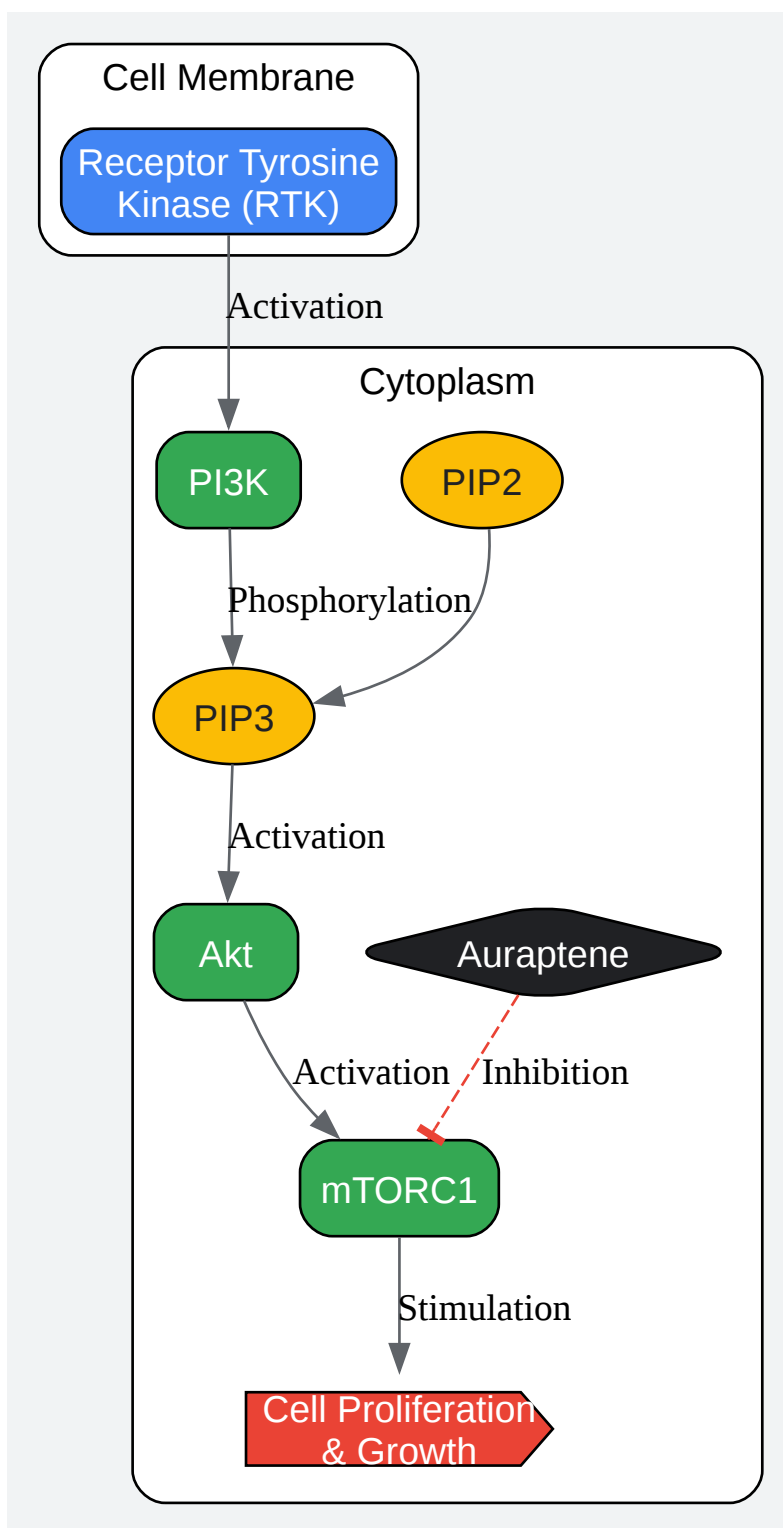 Cell Membrane
Receptor Tyrosine
Kinase (RTK)
Activation
Cytoplasm
PI3K
PIP2
Phosphorylation
PIP3
Activation
Akt
Auraptene
Activation
Inhibition
mTORC1
Stimulation
Cell Proliferation
& Growth